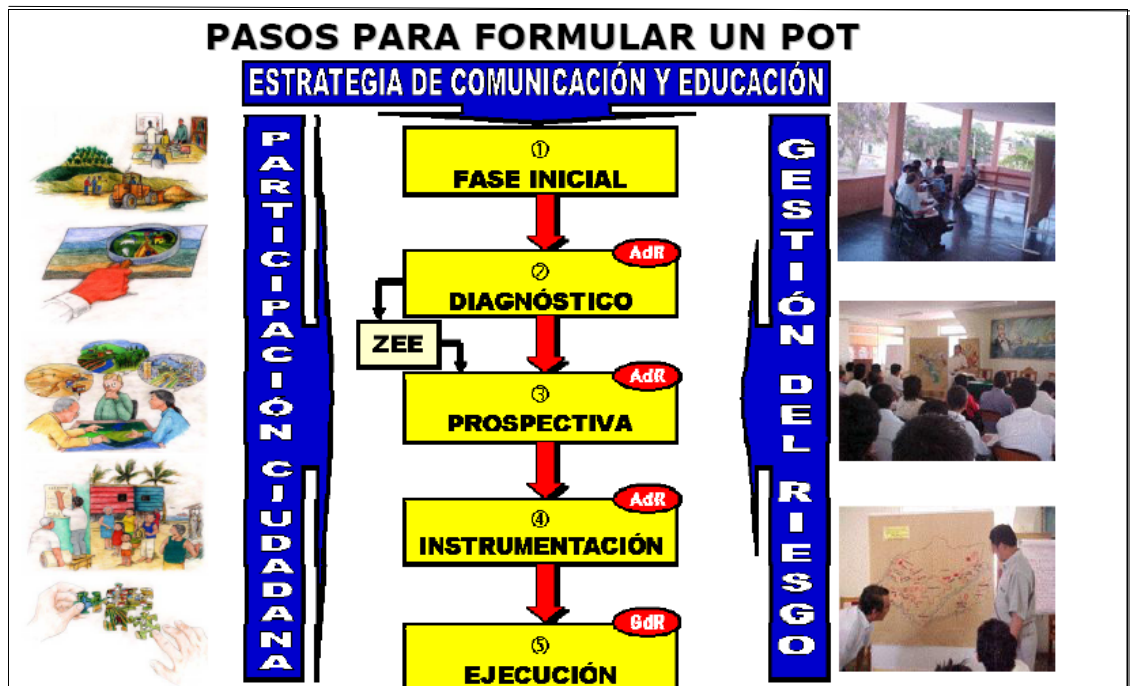 PASOS PARA FORMULAR UN POT
ESTRATEGIA DE COMUNICACIÓN Y EDUCACIÓN
PARTICIPACIÓN CIUDADANA
①
FASE INICIAL
AdR
②
DIAGNÓSTICO
ZEE
AdR
③
PROSPECTIVA
AdR
④
INSTRUMENTACIÓN
GdR
⑤
EJECUCIÓN
GESTIÓN DEL RIESGO